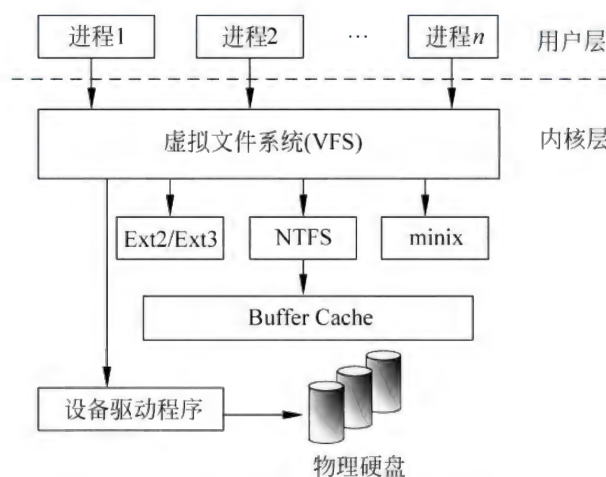 进程1
进程2
…
进程n
用户层
虚拟文件系统(VFS)
内核层
Ext2/Ext3
NTFS
minix
Buffer Cache
设备驱动程序
物理硬盘